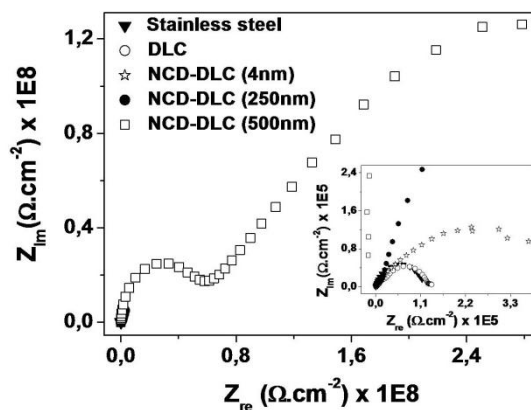 Stainless steel
DLC
NCD-DLC (4nm)
NCD-DLC (250nm)
NCD-DLC (500nm)
Z_Im (Ω.cm⁻²) x 1E8
1,2
0,8
0,4
0,0
0,0 0,8 1,6 2,4
Z_re (Ω.cm⁻²) x 1E8
Z_Im (Ω.cm⁻²) x 1E5
2,4
1,8
1,2
0,6
0,0
0,0 1,1 2,2 3,3
Z_re (Ω.cm⁻²) x 1E5